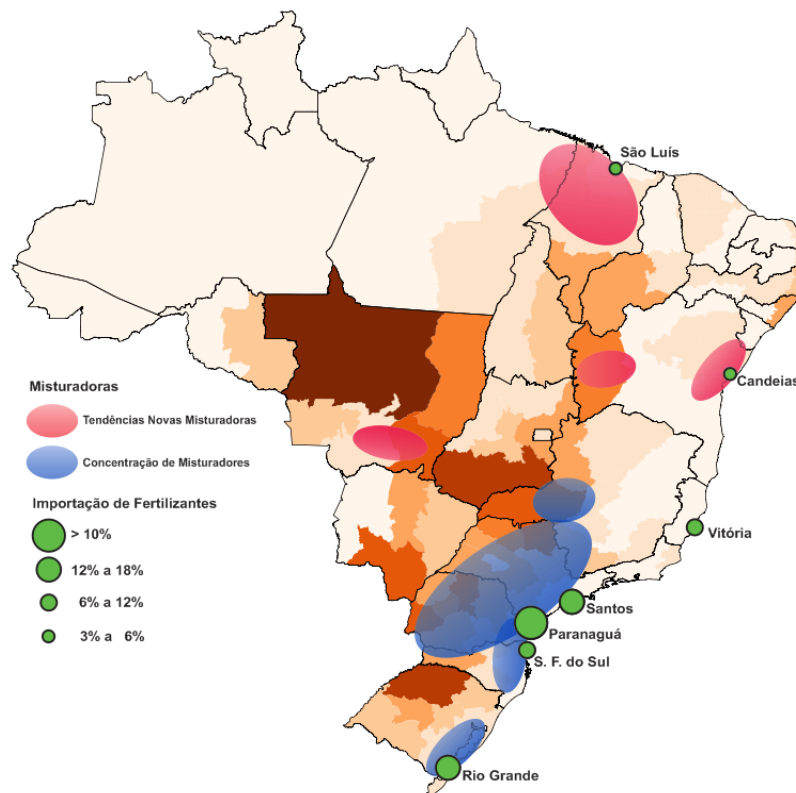 São Luís
Candeias
Misturadoras
Tendências Novas Misturadoras
Concentração de Misturadores
Importação de Fertilizantes
> 10%
12% a 18%
6% a 12%
3% a 6%
Vitória
Santos
Paranaguá
S. F. do Sul
Rio Grande